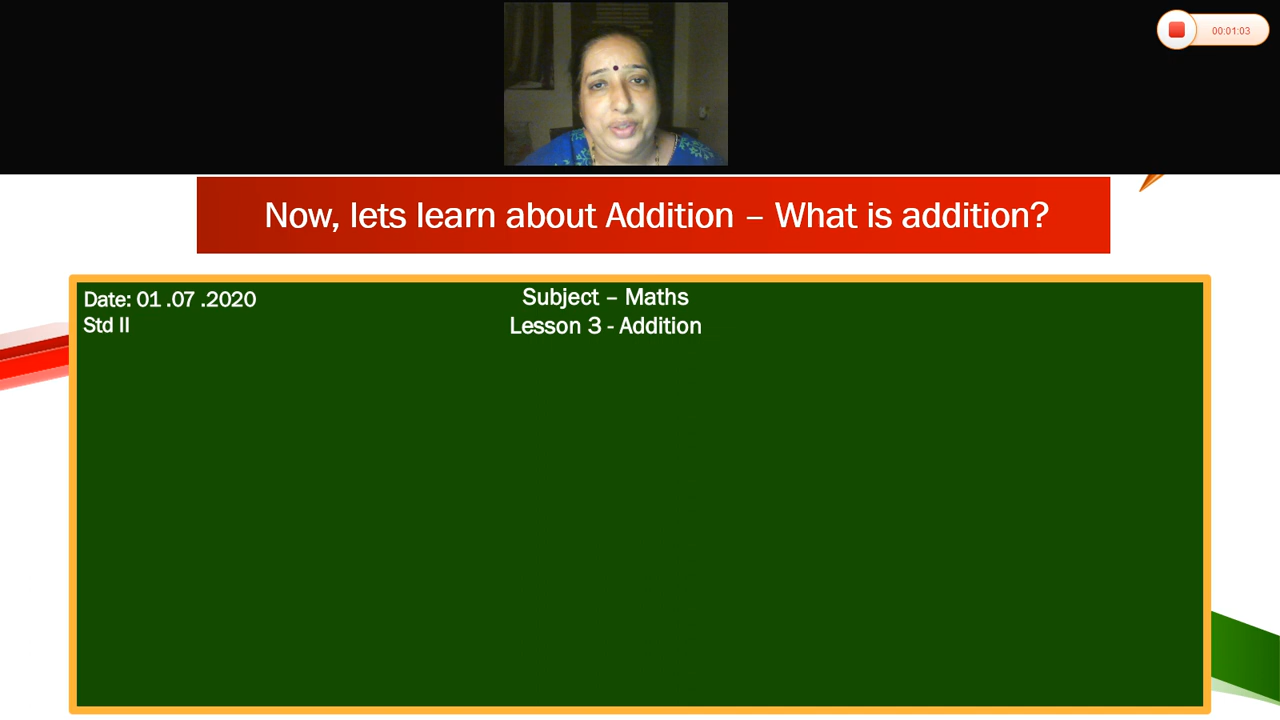 00:01:03
Now, lets learn about Addition – What is addition?
Date: 01 .07 .2020
Std II
Subject – Maths
Lesson 3 - Addition